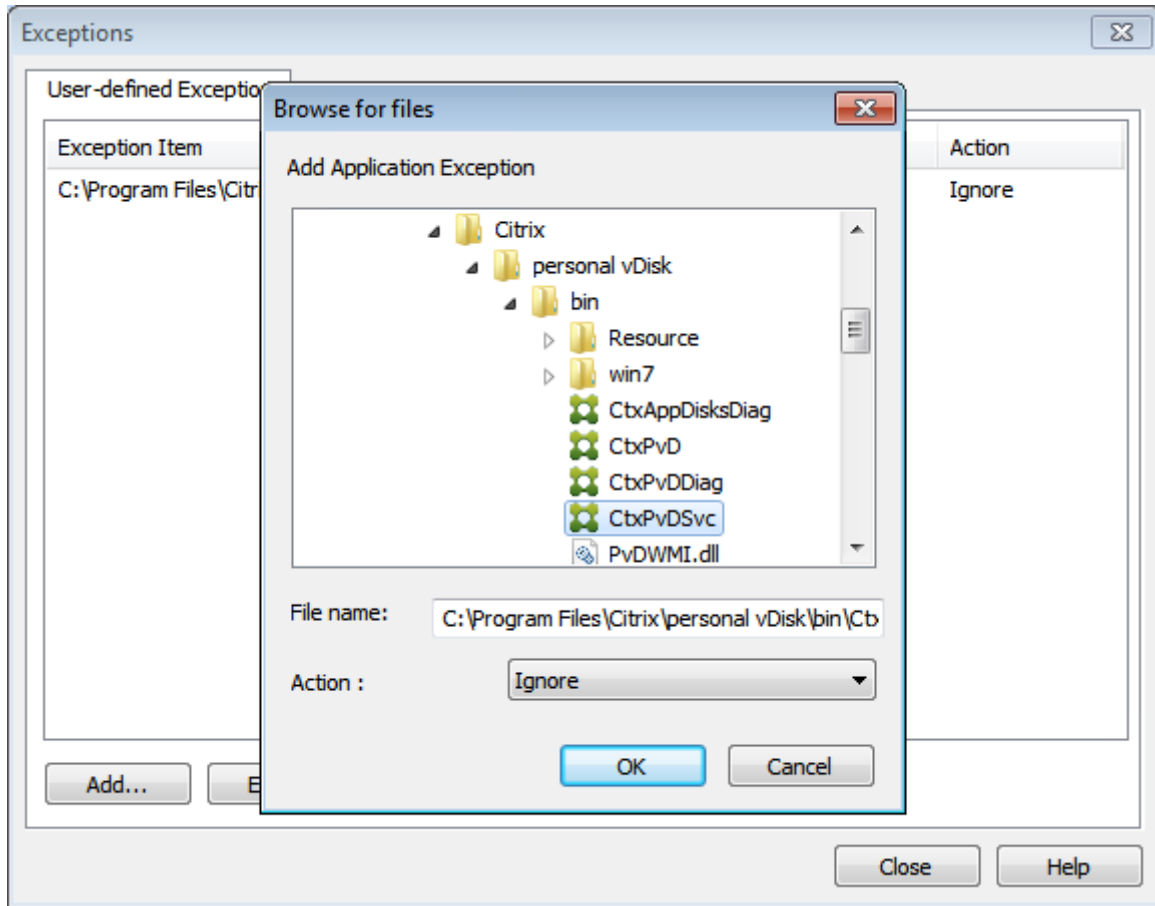 Exceptions
User-defined Exceptio
Browse for files
Exception Item
Action
Add Application Exception
C:\Program Files\Citr
Ignore
Citrix
personal vDisk
bin
Resource
win7
CtxAppDisksDiag
CtxPvD
CtxPvDDiag
CtxPvDSvc
PvDWMI.dll
File name:
C:\Program Files\Citrix\personal vDisk\bin\Ct
Action :
Ignore
OK
Cancel
Add...
E
Close
Help